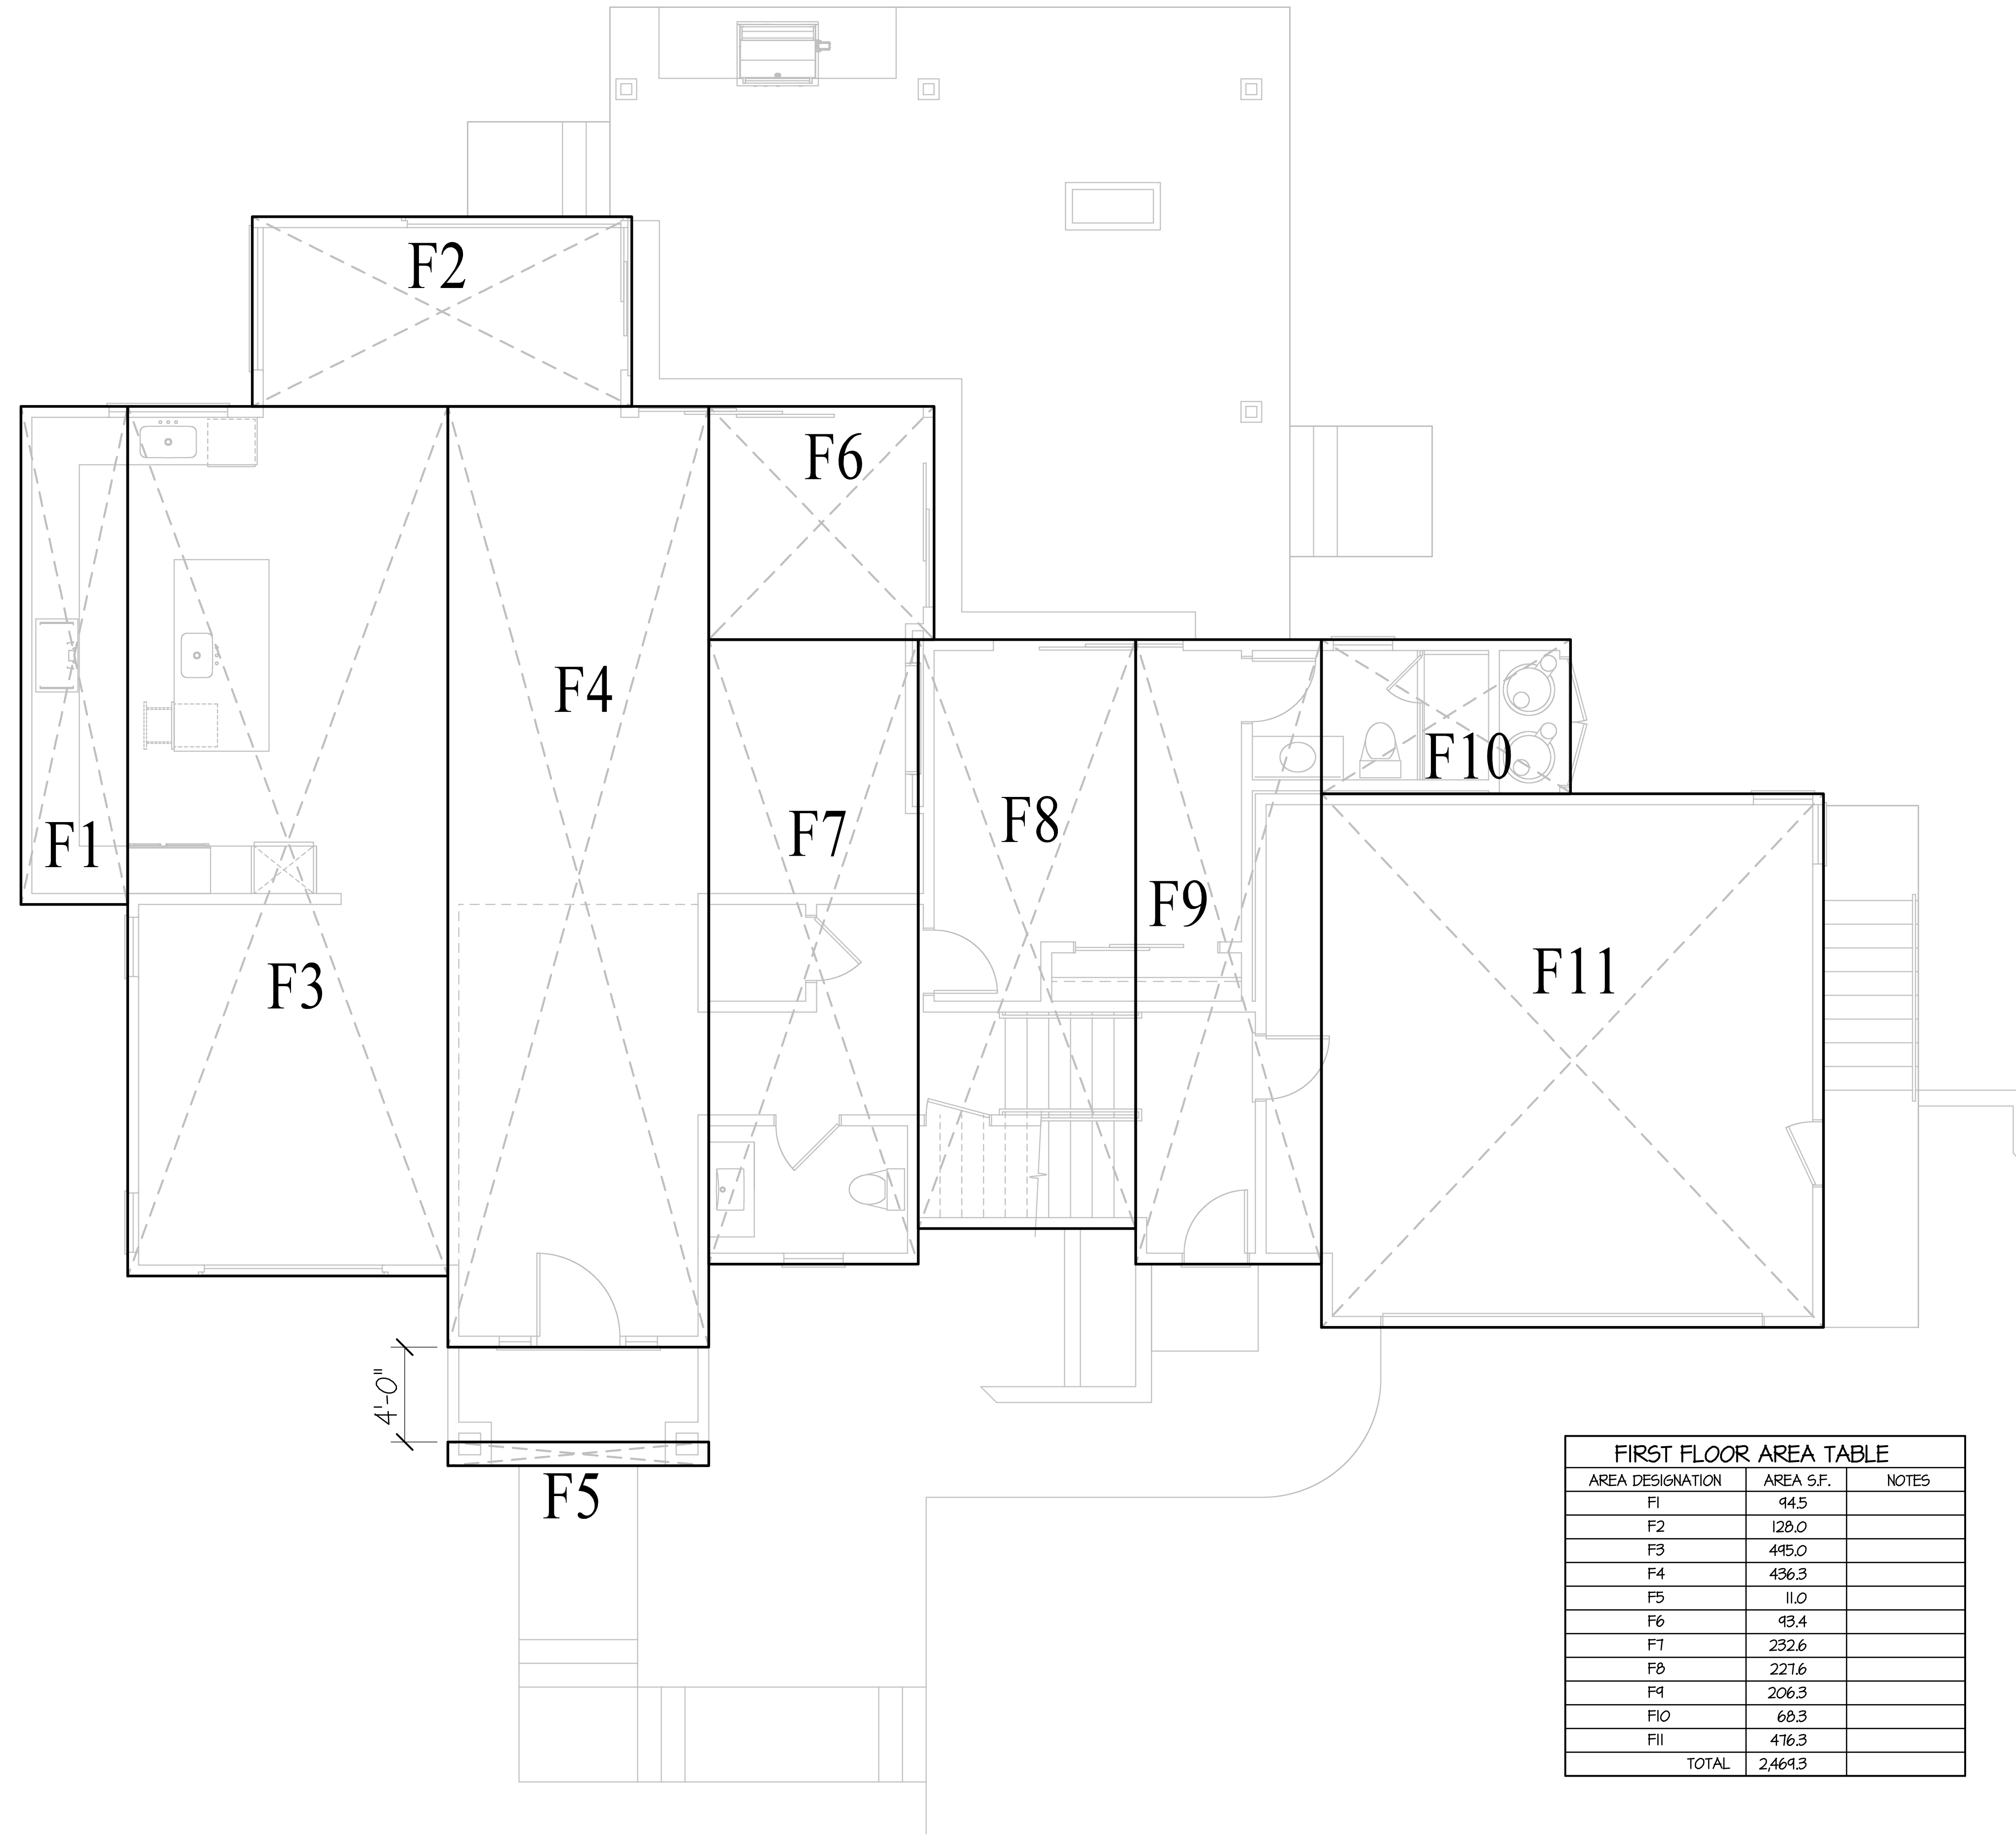 F2
F6
F4
F10
F1
F7
F8
F9
F3
F11
4'-0"
F5
FIRST FLOOR AREA TABLE
AREA DESIGNATION AREA S.F. NOTES
F1 94.5
F2 128.0
F3 495.0
F4 436.3
F5 11.0
F6 93.4
F7 232.6
F8 227.6
F9 206.3
F10 68.3
F11 476.3
TOTAL 2,469.3